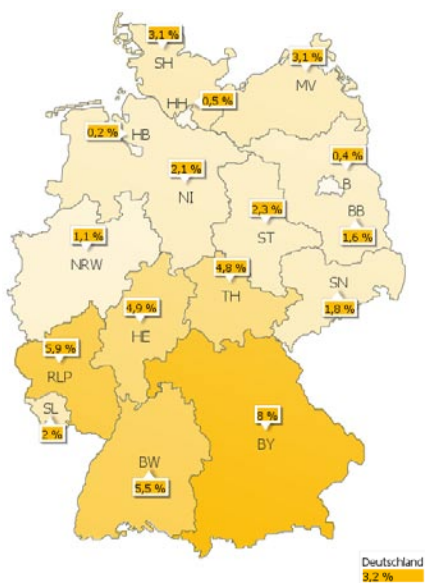 3,1 %
SH
3,1 %
MV
HH
0,5 %
0,2 %
HB
0,4 %
B
2,1 %
NI
BB
2,3 %
ST
1,6 %
1,1 %
NRW
4,8 %
TH
SN
1,8 %
4,9 %
HE
5,9 %
RLP
SL
2 %
8 %
BY
BW
5,5 %
Deutschland
3,2 %